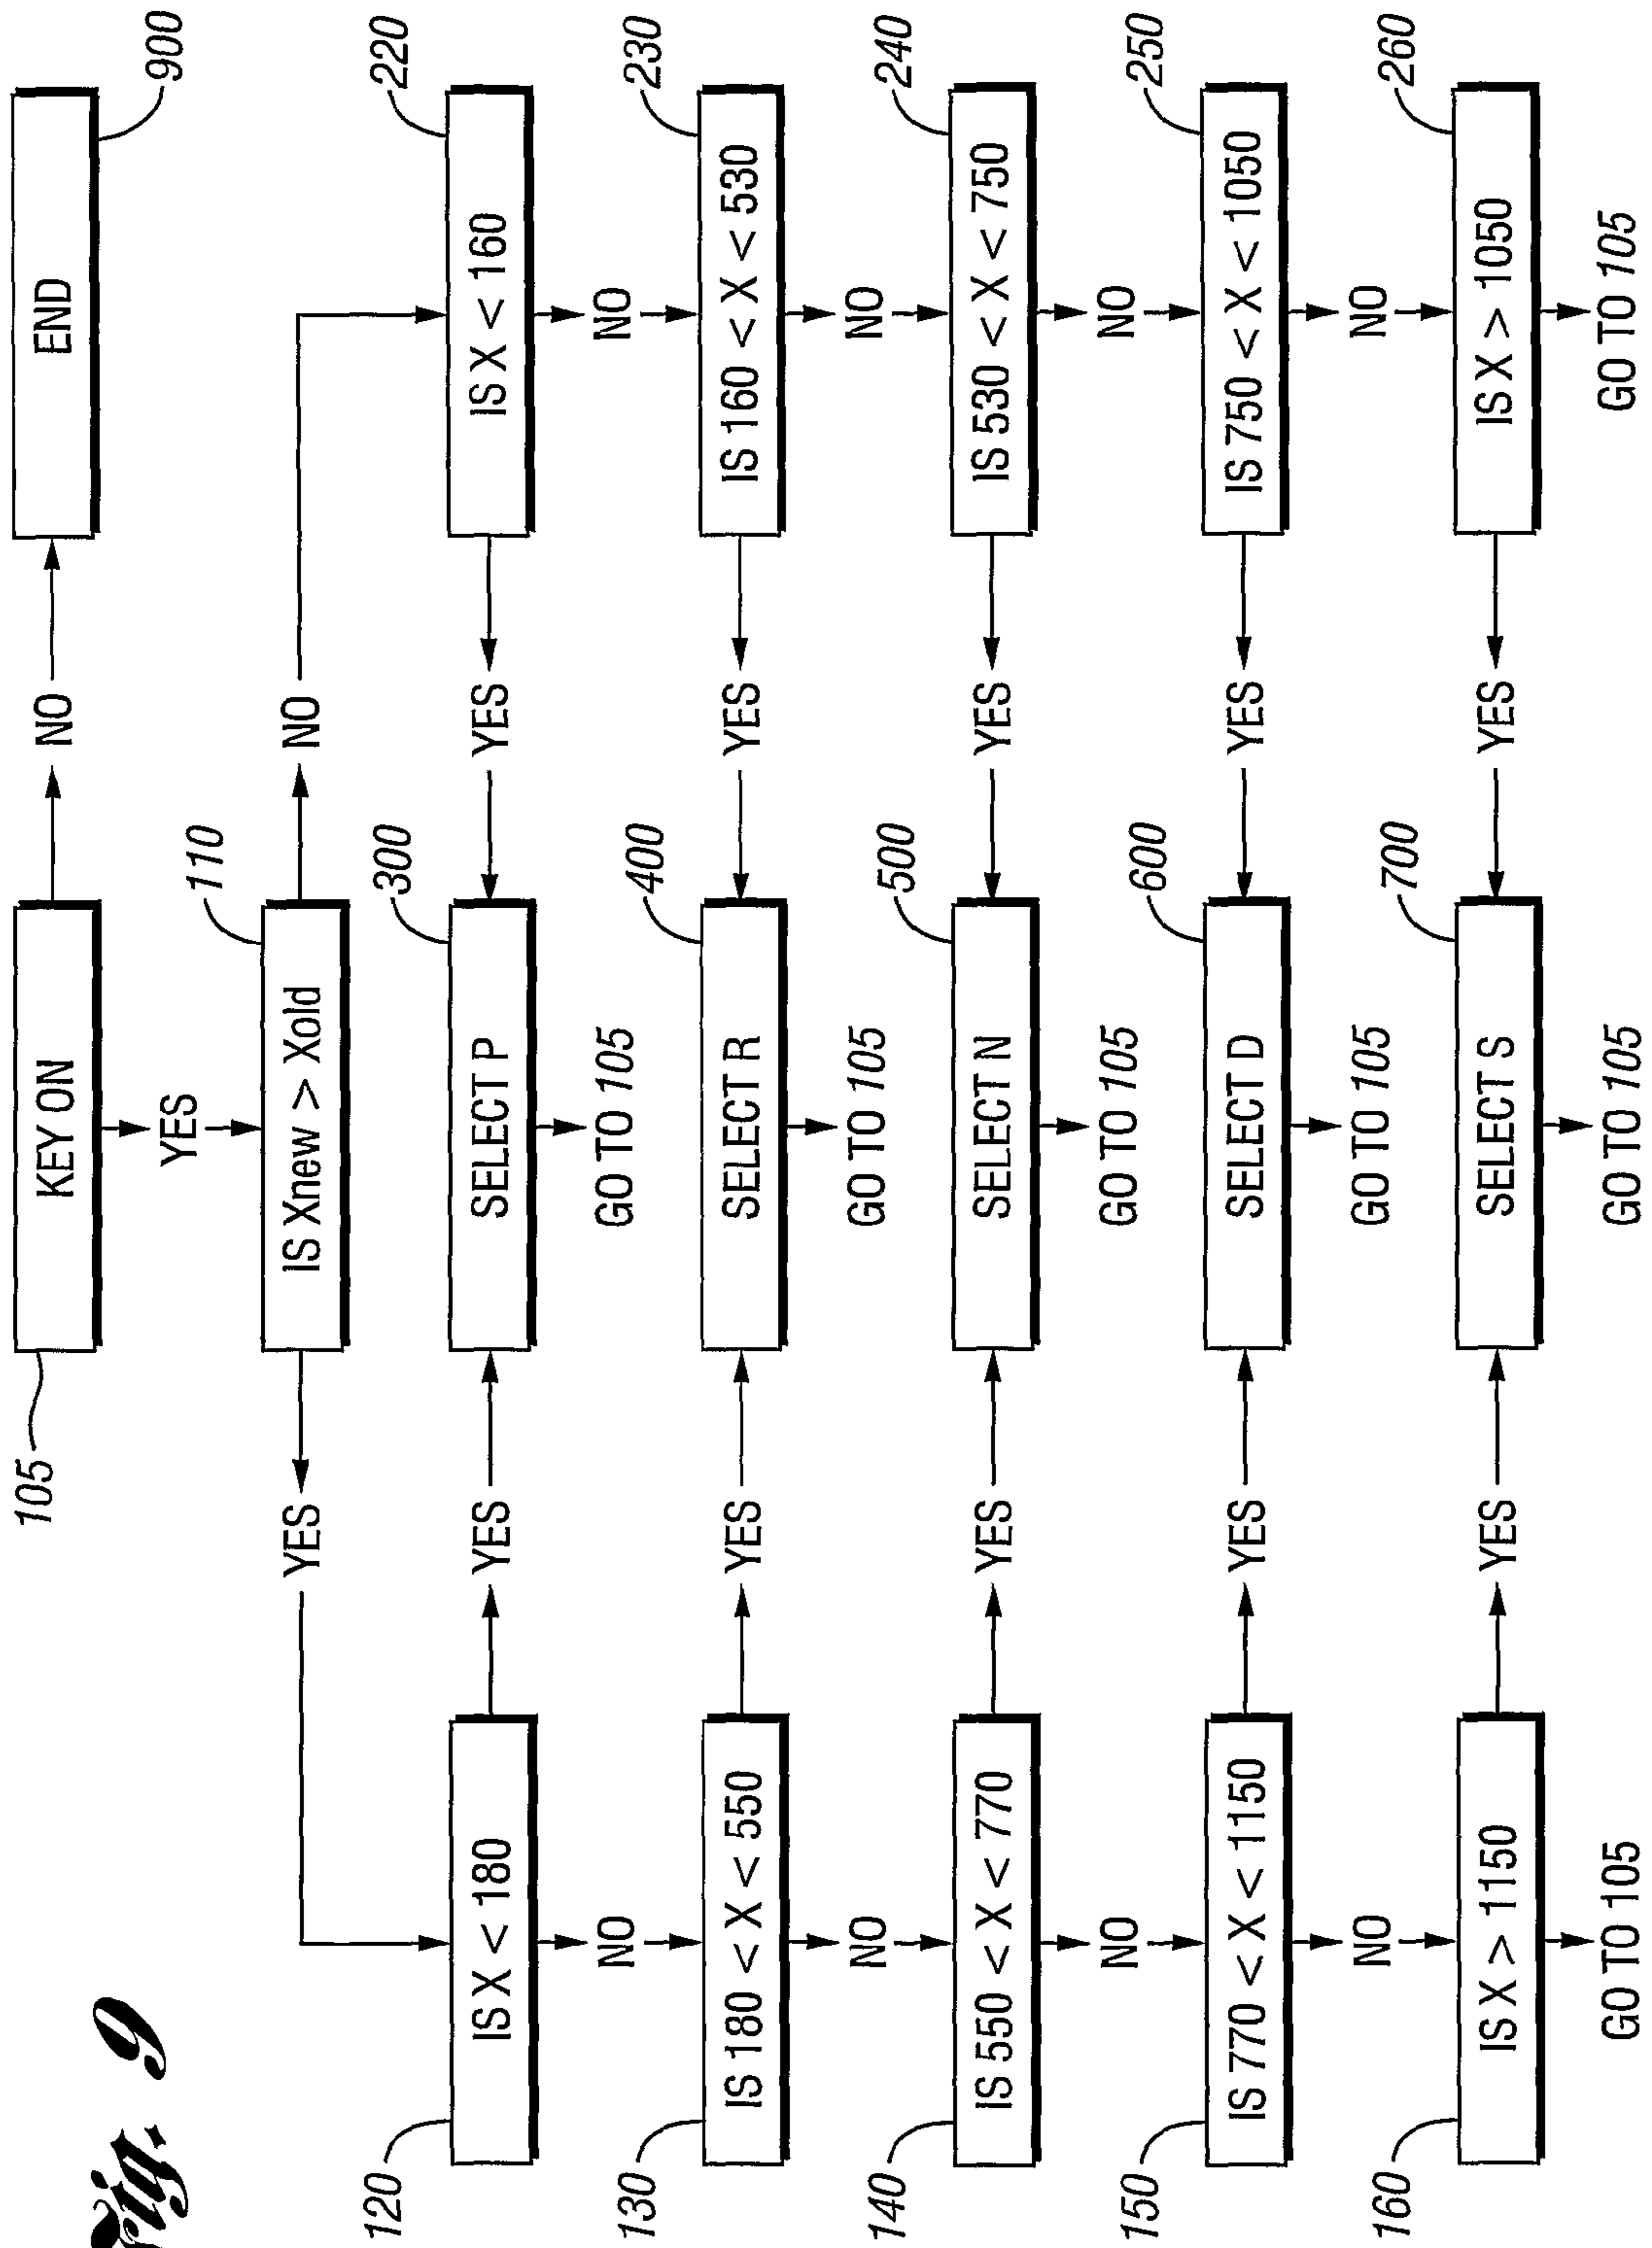 Fig. 9
105
KEY ON
NO
END
900
YES
110
IS Xnew > Xold
YES
NO
120
IS X < 180
YES
300
SELECT P
YES
220
IS X < 160
NO
GO TO 105
NO
130
IS 180 < X < 550
YES
400
SELECT R
YES
230
IS 160 < X < 530
NO
GO TO 105
NO
140
IS 550 < X < 770
YES
500
SELECT N
YES
240
IS 530 < X < 750
NO
GO TO 105
NO
150
IS 770 < X < 1150
YES
600
SELECT D
YES
250
IS 750 < X < 1050
NO
GO TO 105
NO
160
IS X > 1150
YES
700
SELECT S
YES
260
IS X > 1050
GO TO 105
GO TO 105
GO TO 105